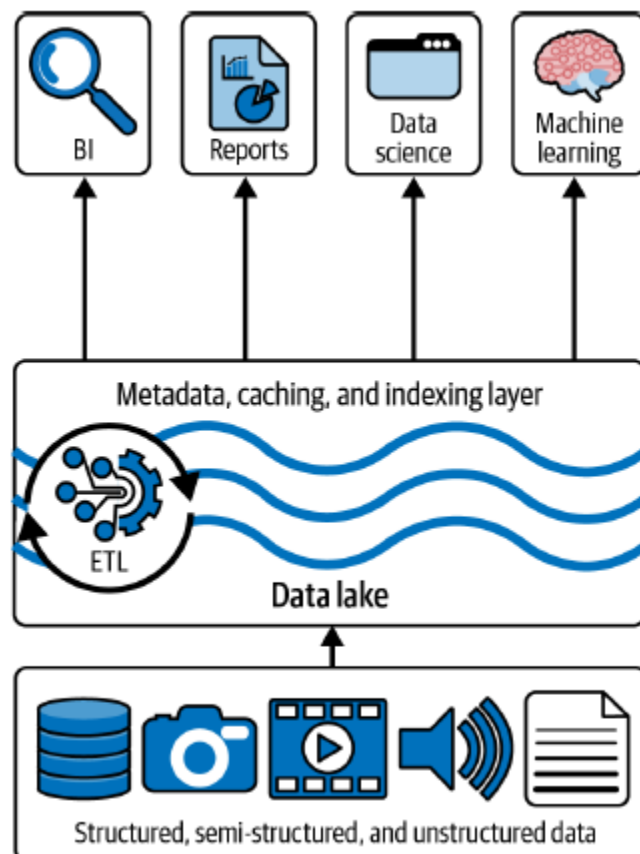 BI
Reports
Data
science
Machine
learning
Metadata, caching, and indexing layer
ETL
Data lake
Structured, semi-structured, and unstructured data